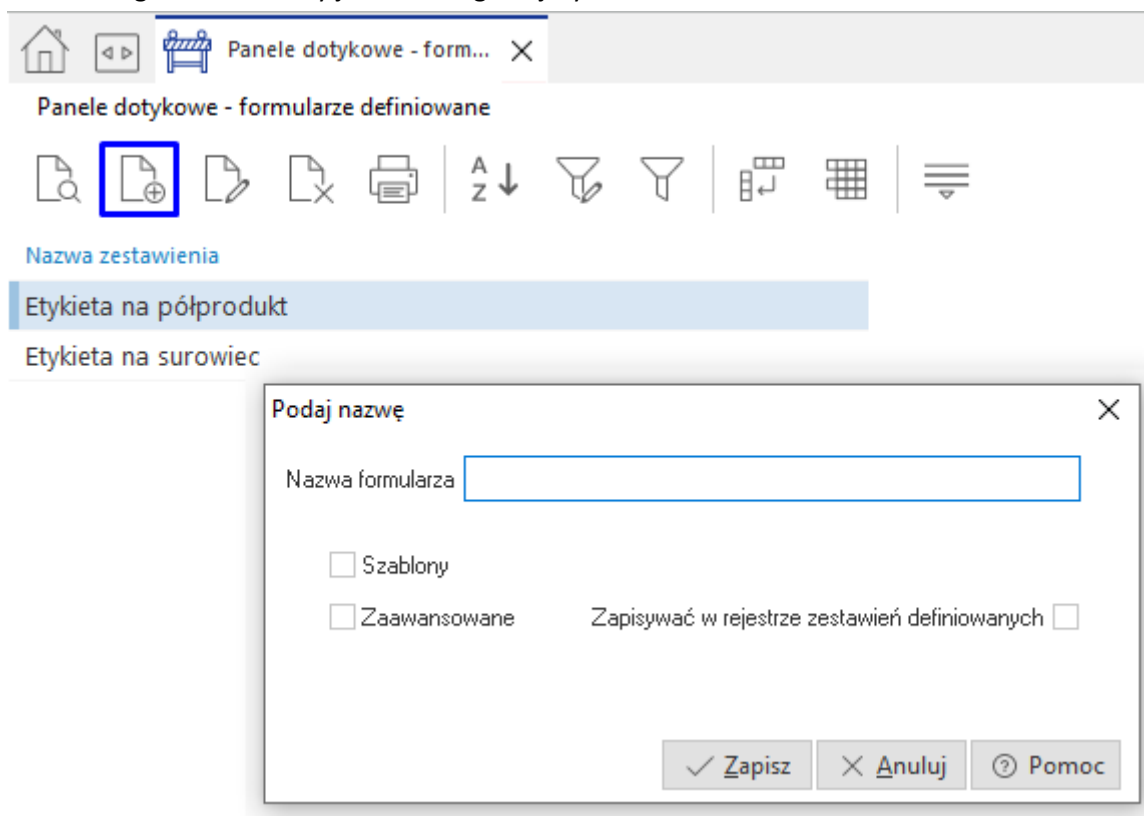 Panele dotykowe - form...
Panele dotykowe - formularze definiowane
A
Z
Nazwa zestawienia
Etykieta na półprodukt
Etykieta na surowiec
Podaj nazwę
Nazwa formularza
Szablony
Zaawansowane Zapisywać w rejestrze zestawień definiowanych
Zapisz Anuluj Pomoc